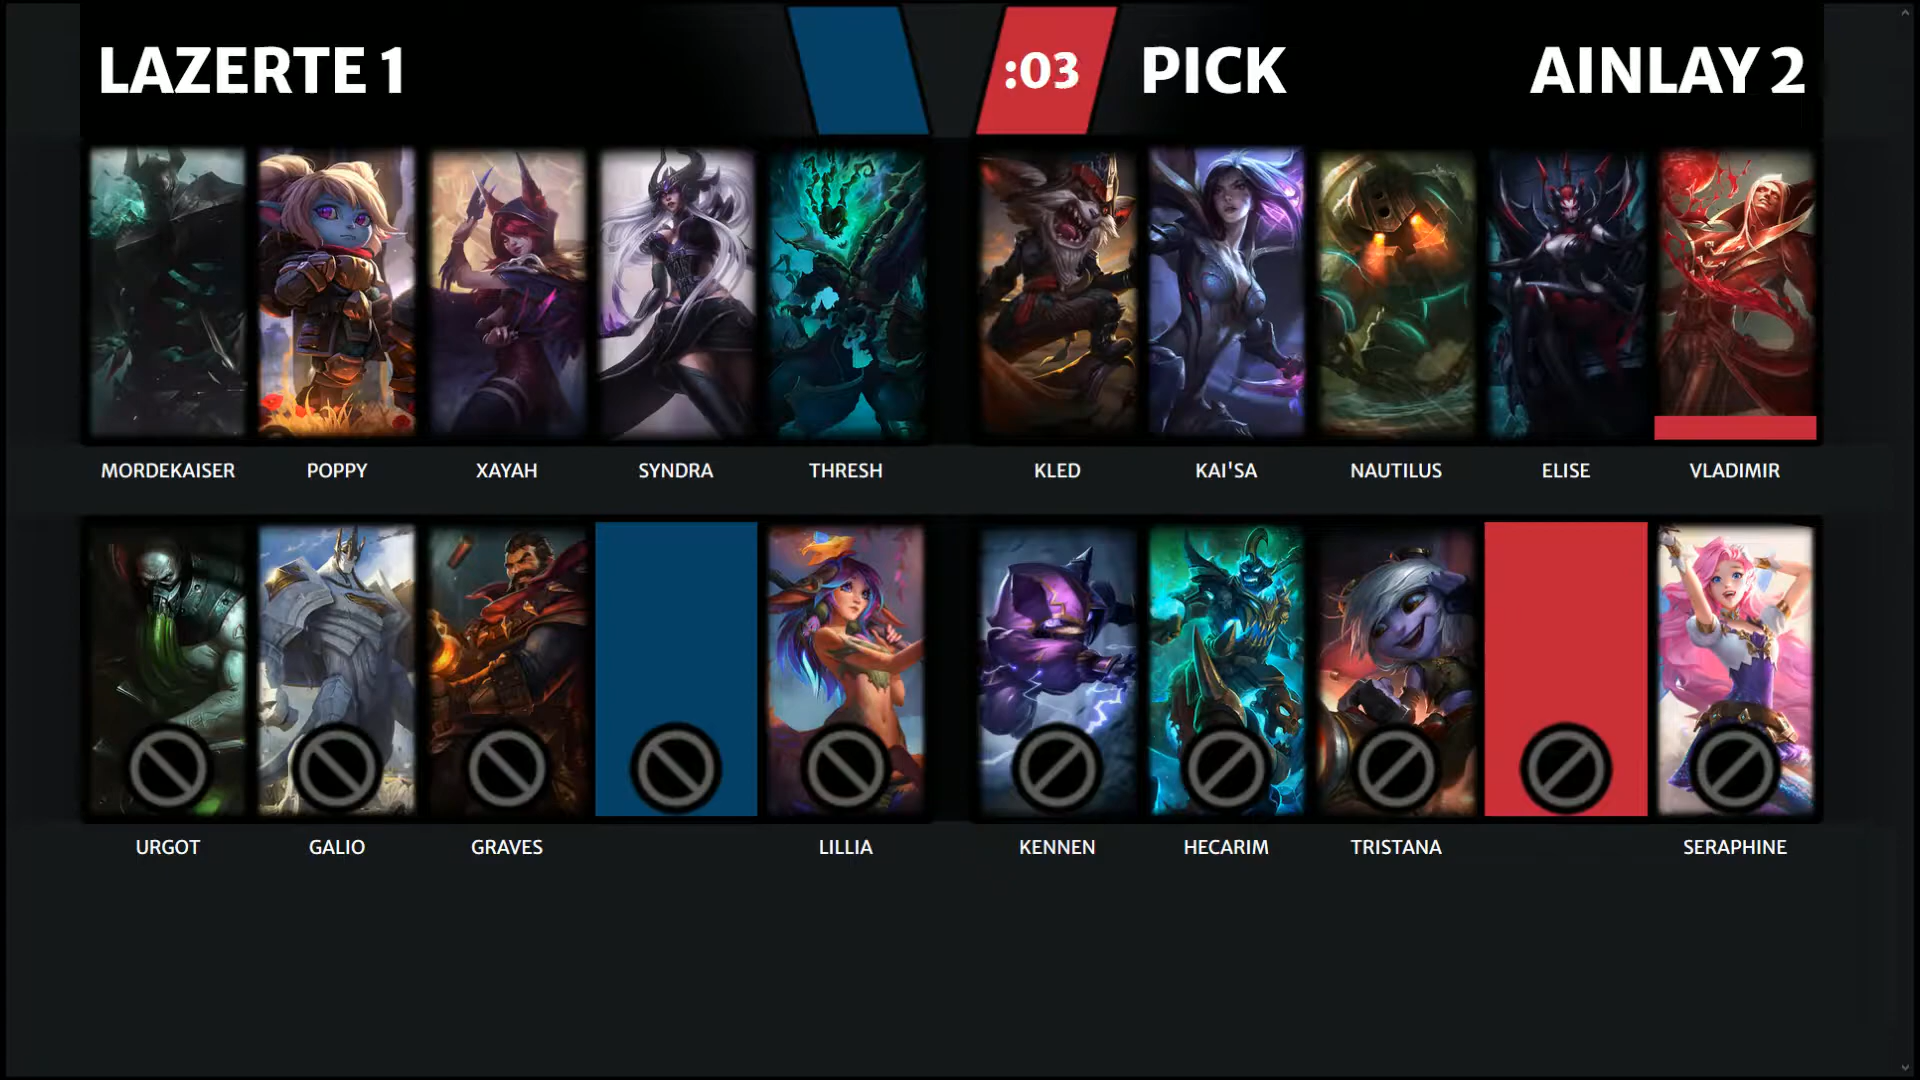 LAZERTE 1
:03 PICK
AINLAY 2
MORDEKAISER POPPY XAYAH SYNDRA THRESH
KLED KAI'SA NAUTILUS ELISE VLADIMIR
URGOT GALIO GRAVES LILLIA
KENNEN HECARIM TRISTANA SERAPHINE